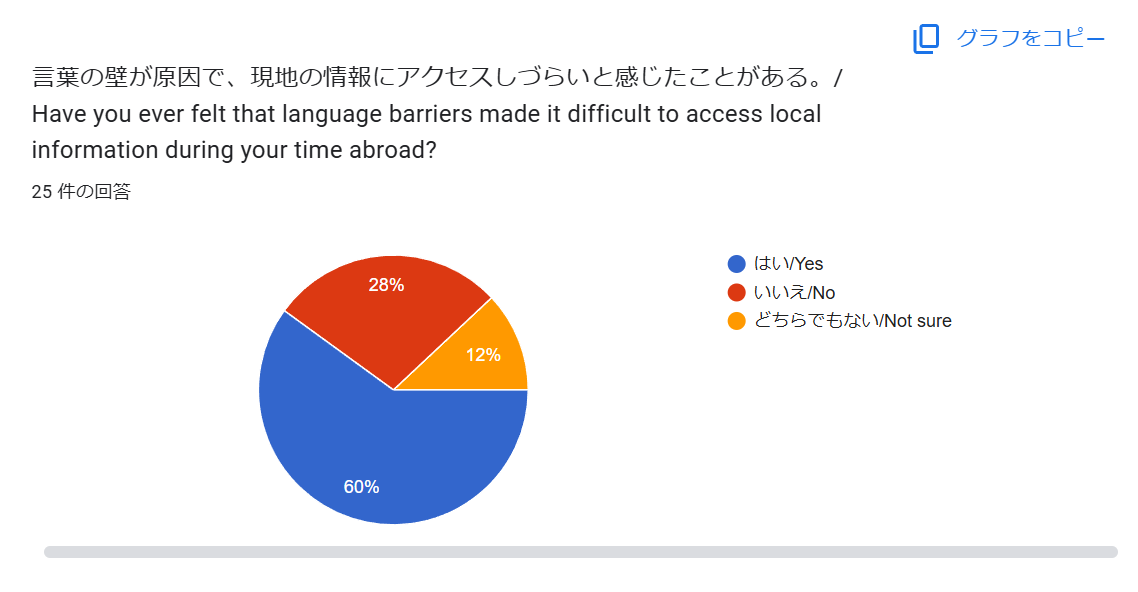 グラフをコピー
言葉の壁が原因で、現地の情報にアクセスしづらいと感じたことがある。/
Have you ever felt that language barriers made it difficult to access local
information during your time abroad?
25 件の回答
28%
12%
60%
はい/Yes
いいえ/No
どちらでもない/Not sure